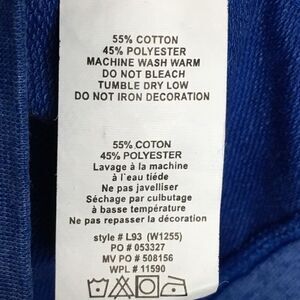 55% COTTON
45% POLYESTER
MACHINE WASH WARM
DO NOT BLEACH
TUMBLE DRY LOW
DO NOT IRON DECORATION
55% COTON
45% POLYESTER
Lavage à la machine
à l'eau tiéde
Ne pas javelliser
Séchage par culbutage
à basse température
Ne pas repasser la décoration
style # L93 (W1255)
PO # 053327
MV PO # 508156
WPL # 11590